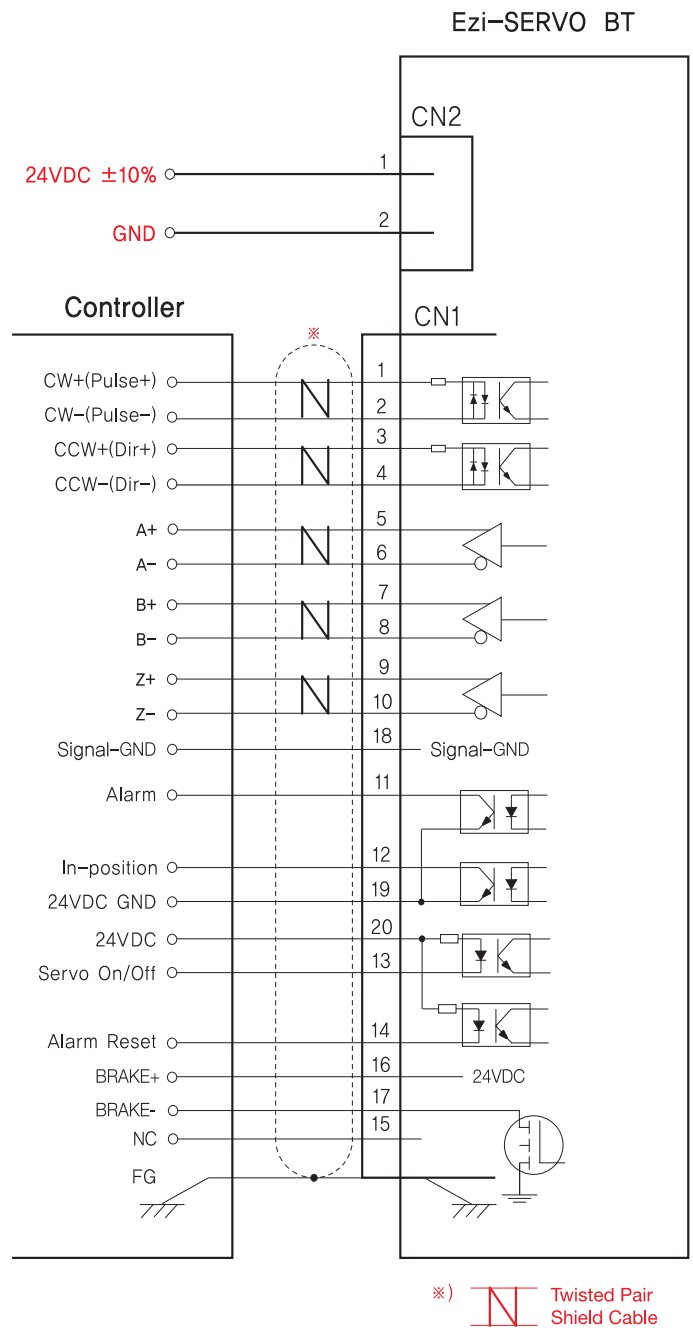 Ezi-SERVO BT
CN2
24VDC ±10% 1
GND 2
Controller
CN1
※
CW+(Pulse+) 1
CW-(Pulse-) 2
CCW+(Dir+) 3
CCW-(Dir-) 4
A+ 5
A- 6
B+ 7
B- 8
Z+ 9
Z- 10
Signal-GND 18 Signal-GND
Alarm 11
In-position 12
24VDC GND 19
24VDC 20
Servo On/Off 13
Alarm Reset 14
BRAKE+ 16 24VDC
BRAKE- 17
NC 15
FG
※) Twisted Pair
Shield Cable